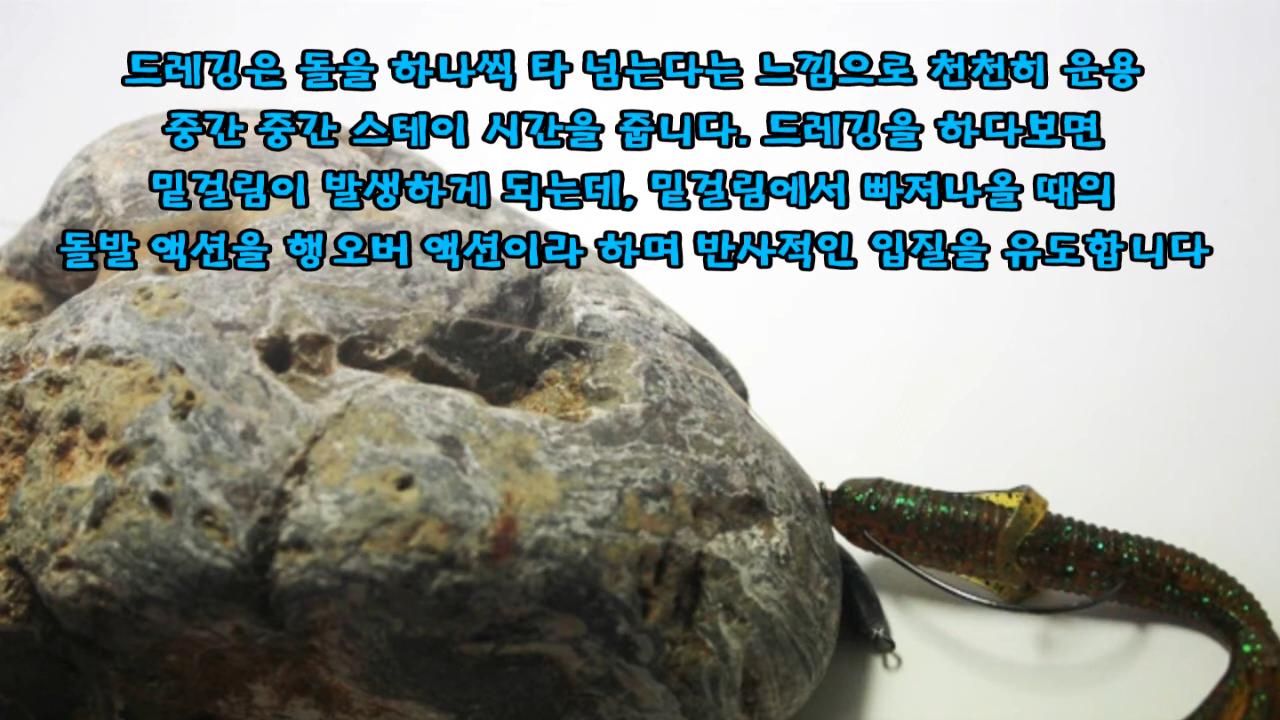 드레깅은 돌을 하나씩 타 넘는다는 느낌으로 천천히 운용
중간 중간 스테이 시간을 줍니다. 드레깅을 하다보면
밑걸림이 발생하게 되는데, 밑걸림에서 빠져나올 때의
돌발 액션을 행오버 액션이라 하며 반사적인 입질을 유도합니다